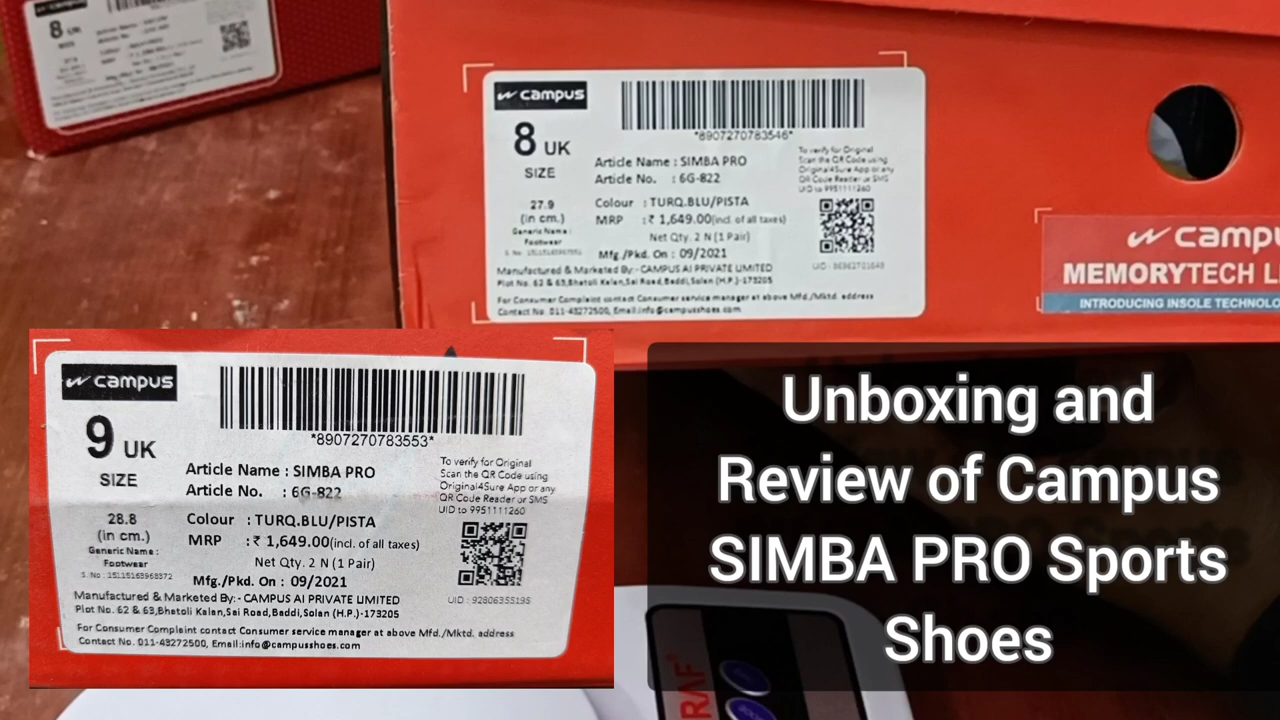 campus
8 UK
SIZE
campus
8 UK
SIZE
27.9
(in cm.)
Generic Name :
Footwear
*8907270783546*
Article Name : SIMBA PRO
Article No. : 6G-822
Colour : TURQ.BLU/PISTA
MRP : ₹ 1,649.00(incl. of all taxes)
Net Qty. 2 N (1 Pair)
Mfg./Pkd. On : 09/2021
To verify for Original
Scan the QR Code using
Original4Sure App or any
QR Code Reader or SMS
UID to 9951111260
Manufactured & Marketed By:- CAMPUS AI PRIVATE LIMITED
Plot No. 62 & 63,Bhatoli Kalan,Sai Road,Baddi,Solan (H.P.)-173205
For Consumer Complaint contact Consumer service manager at above Mfd./Mktd. address
Contact No. 011-43272500, Email:info@campusshoes.com
campu
MEMORYTECH L
INTRODUCING INSOLE TECHNOLO
campus
9 UK
SIZE
28.8
(in cm.)
Generic Name :
Footwear
S. No : 15115163968372
*8907270783553*
Article Name : SIMBA PRO
Article No. : 6G-822
Colour : TURQ.BLU/PISTA
MRP : ₹ 1,649.00(incl. of all taxes)
Net Qty. 2 N (1 Pair)
Mfg./Pkd. On : 09/2021
To verify for Original
Scan the QR Code using
Original4Sure App or any
QR Code Reader or SMS
UID to 9951111260
UID : 92806355195
Manufactured & Marketed By:- CAMPUS AI PRIVATE LIMITED
Plot No. 62 & 63,Bhatoli Kalan,Sai Road,Baddi,Solan (H.P.)-173205
For Consumer Complaint contact Consumer service manager at above Mfd./Mktd. address
Contact No. 011-43272500, Email:info@campusshoes.com
Unboxing and
Review of Campus
SIMBA PRO Sports
Shoes
RAF®